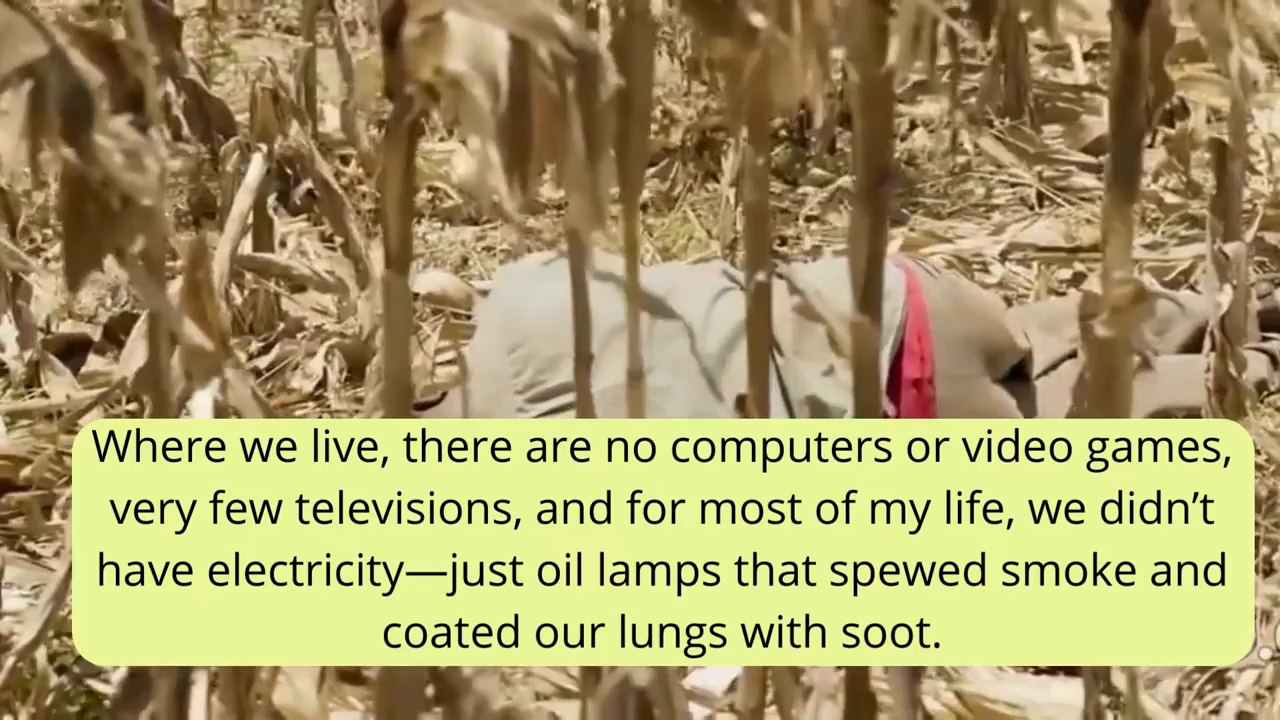 Where we live, there are no computers or video games,
very few televisions, and for most of my life, we didn’t
have electricity—just oil lamps that spewed smoke and
coated our lungs with soot.